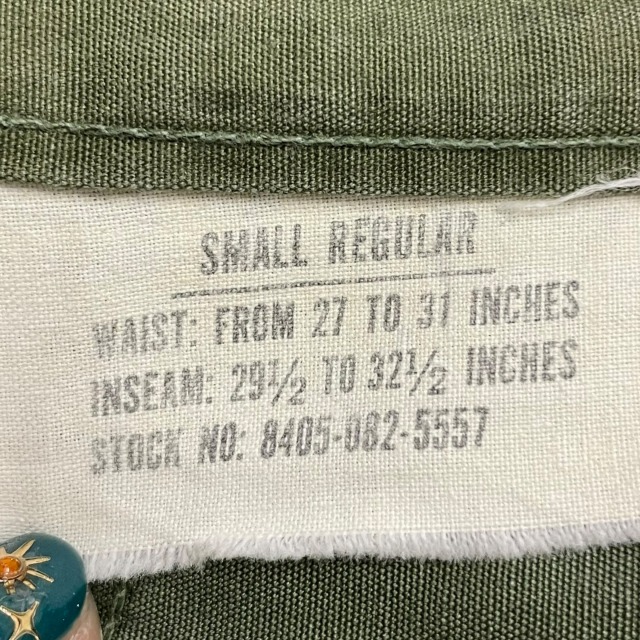 SMALL REGULAR
WAIST: FROM 27 TO 31 INCHES
INSEAM: 29½ TO 32½ INCHES
STOCK NO: 8405-082-5557